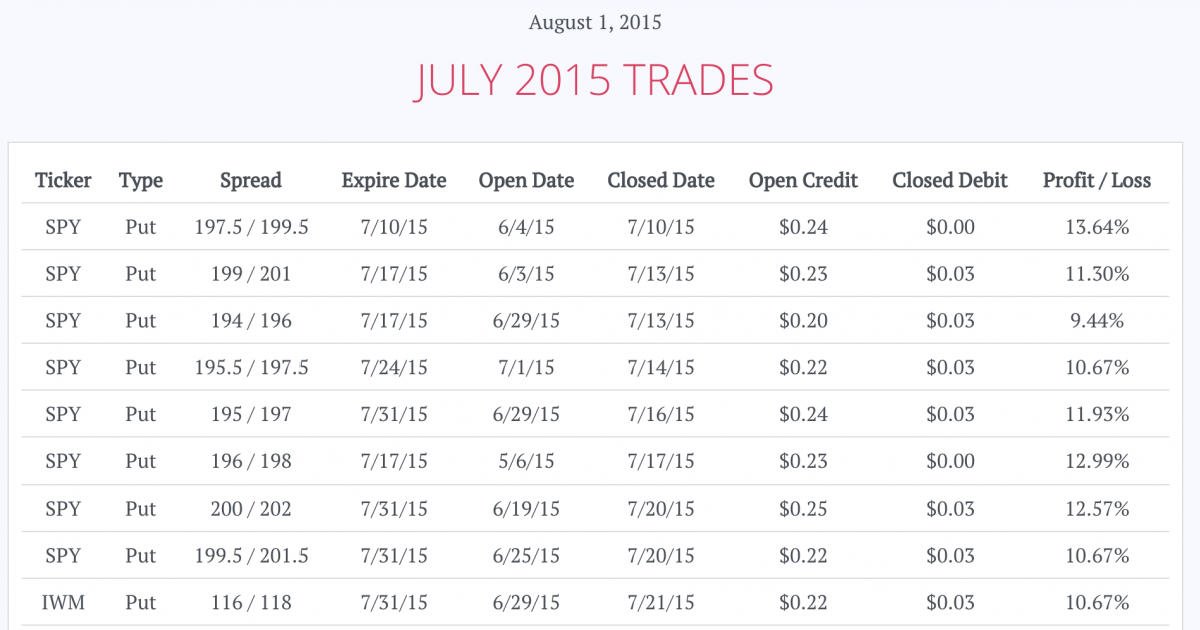 August 1, 2015
JULY 2015 TRADES
Ticker Type Spread Expire Date Open Date Closed Date Open Credit Closed Debit Profit / Loss
SPY Put 197.5 / 199.5 7/10/15 6/4/15 7/10/15 $0.24 $0.00 13.64%
SPY Put 199 / 201 7/17/15 6/3/15 7/13/15 $0.23 $0.03 11.30%
SPY Put 194 / 196 7/17/15 6/29/15 7/13/15 $0.20 $0.03 9.44%
SPY Put 195.5 / 197.5 7/24/15 7/1/15 7/14/15 $0.22 $0.03 10.67%
SPY Put 195 / 197 7/31/15 6/29/15 7/16/15 $0.24 $0.03 11.93%
SPY Put 196 / 198 7/17/15 5/6/15 7/17/15 $0.23 $0.00 12.99%
SPY Put 200 / 202 7/31/15 6/19/15 7/20/15 $0.25 $0.03 12.57%
SPY Put 199.5 / 201.5 7/31/15 6/25/15 7/20/15 $0.22 $0.03 10.67%
IWM Put 116 / 118 7/31/15 6/29/15 7/21/15 $0.22 $0.03 10.67%